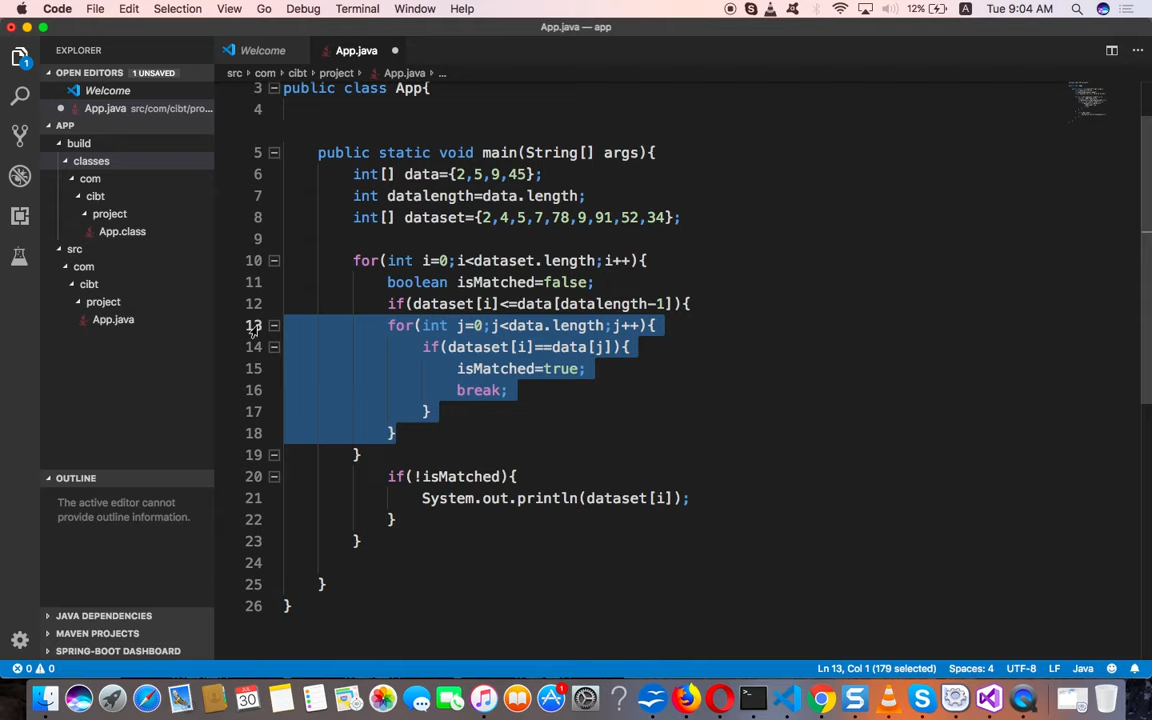 Code File Edit Selection View Go Debug Terminal Window Help 12% A Tue 9:04 AM
App.java — app
EXPLORER
OPEN EDITORS 1 UNSAVED
Welcome
App.java src/com/cibt/pro...
APP
build
classes
com
cibt
project
App.class
src
com
cibt
project
App.java
OUTLINE
The active editor cannot
provide outline information.
JAVA DEPENDENCIES
MAVEN PROJECTS
SPRING-BOOT DASHBOARD
Welcome App.java
src com cibt project App.java ...
3 public class App{
4
5 public static void main(String[] args){
6 int[] data={2,5,9,45};
7 int datalength=data.length;
8 int[] dataset={2,4,5,7,78,9,91,52,34};
9
10 for(int i=0;i<dataset.length;i++){
11 boolean isMatched=false;
12 if(dataset[i]<=data[datalength-1]){
13 for(int j=0;j<data.length;j++){
14 if(dataset[i]==data[j]){
15 isMatched=true;
16 break;
17 }
18 }
19 }
20 if(!isMatched){
21 System.out.println(dataset[i]);
22 }
23 }
24
25 }
26 }
0 0 Ln 13, Col 1 (179 selected) Spaces: 4 UTF-8 LF Java